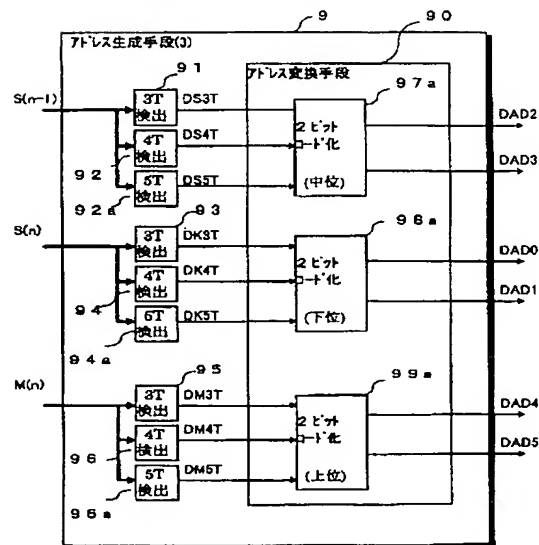 9
90
アドレス生成手段(3)
アドレス変換手段
91
97a
S(n-1)
3T
検出
DS3T
DAD2
4T
検出
DS4T
2 ビット
コード化
92
5T
検出
DS5T
DAD3
92a
(中位)
93
98a
S(n)
3T
検出
DK3T
DAD0
4T
検出
DK4T
2 ビット
コード化
94
5T
検出
DK5T
DAD1
94a
(下位)
95
99a
M(n)
3T
検出
DM3T
DAD4
4T
検出
DM4T
2 ビット
コード化
96
5T
検出
DM5T
DAD5
96a
(上位)